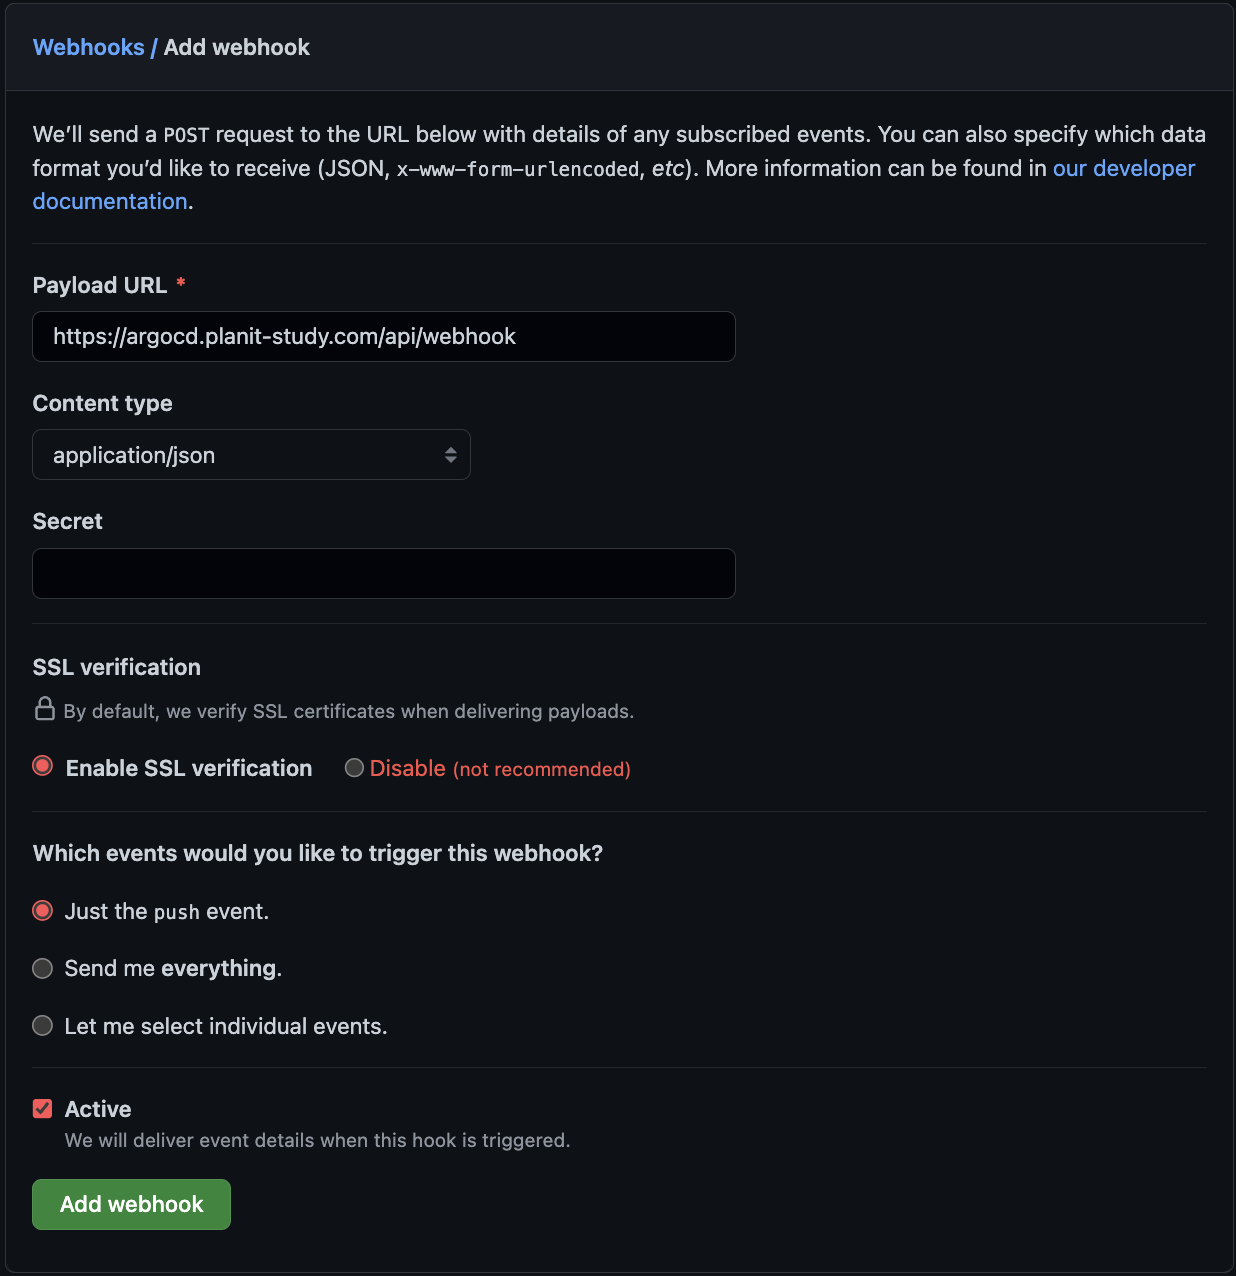 Webhooks / Add webhook
We’ll send a POST request to the URL below with details of any subscribed events. You can also specify which data
format you’d like to receive (JSON, x-www-form-urlencoded, etc). More information can be found in our developer
documentation.
Payload URL *
https://argocd.planit-study.com/api/webhook
Content type
application/json
Secret
SSL verification
By default, we verify SSL certificates when delivering payloads.
Enable SSL verification Disable (not recommended)
Which events would you like to trigger this webhook?
Just the push event.
Send me everything.
Let me select individual events.
Active
We will deliver event details when this hook is triggered.
Add webhook